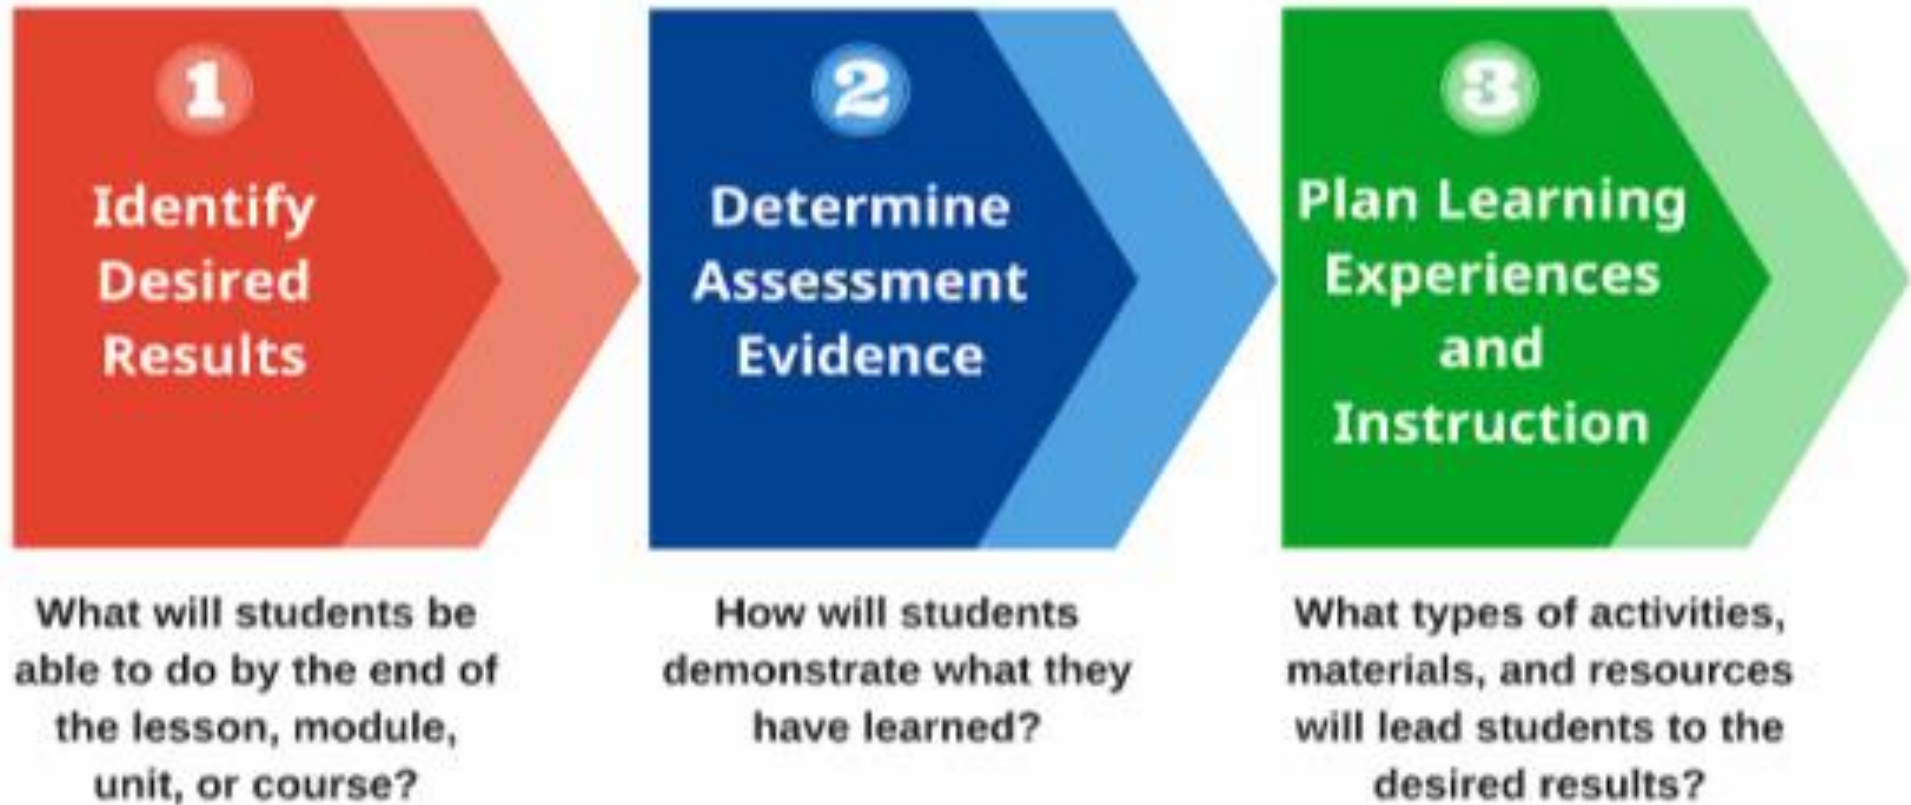 1
Identify
Desired
Results
What will students be
able to do by the end of
the lesson, module,
unit, or course?
2
Determine
Assessment
Evidence
How will students
demonstrate what they
have learned?
3
Plan Learning
Experiences
and
Instruction
What types of activities,
materials, and resources
will lead students to the
desired results?